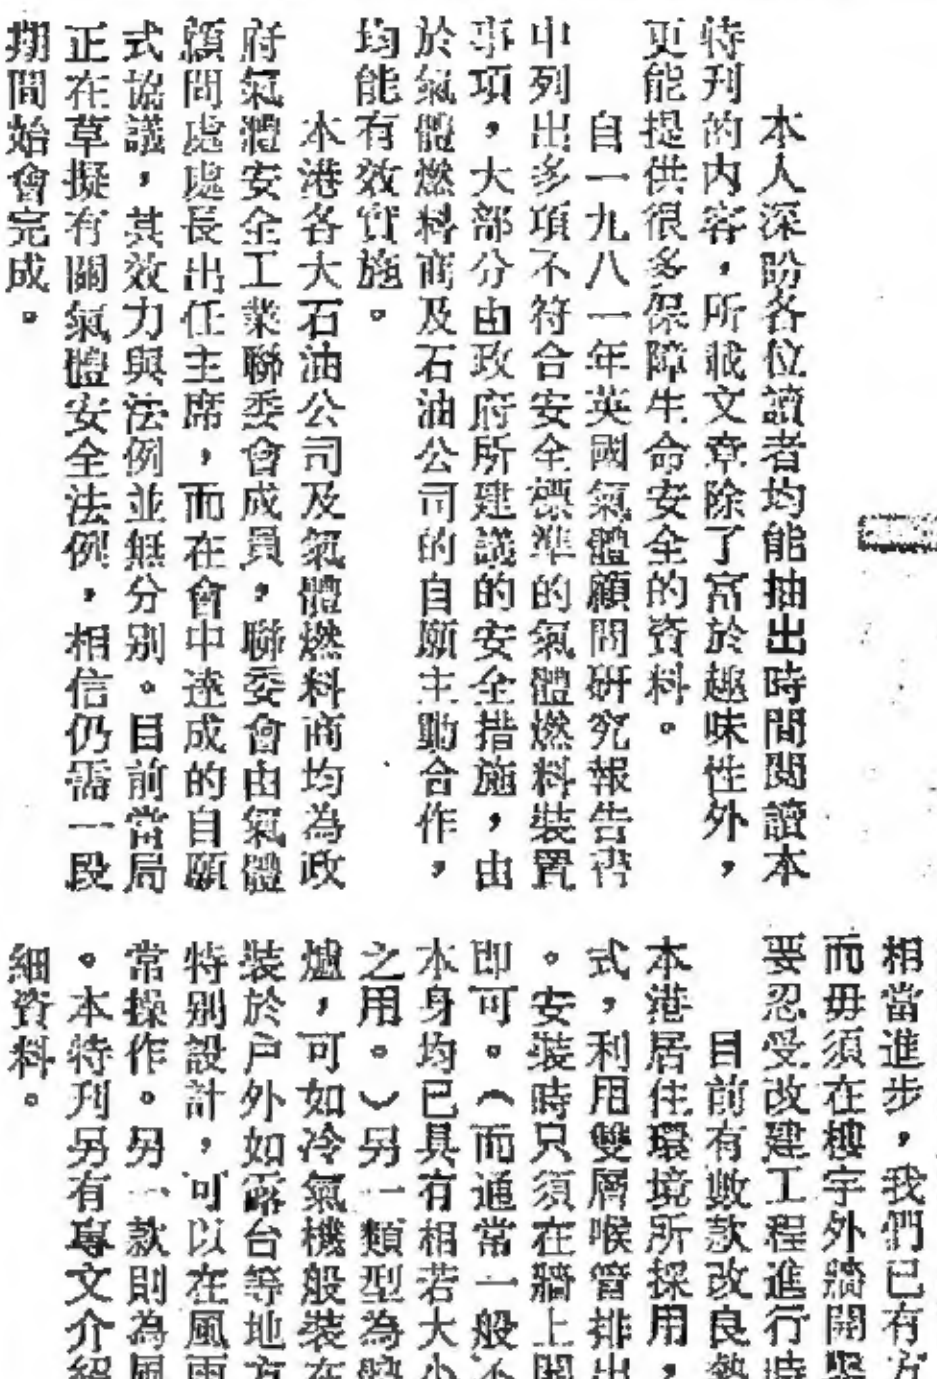 本人深盼各位讀者均能抽出時間閱讀本
特刊的內容，所載文章除了富於趣味性外，
更能提供很多保障生命安全的資料。
自一九八一年英國氣體顧問研究報告書
中列出多項不符合安全標準的氣體燃料裝置
事項，大部分由政府所建議的安全措施，由
於氣體燃料商及石油公司的自願主動合作，
均能有效實施。
本港各大石油公司及氣體燃料商均為政
府氣體安全工業聯委會成員，聯委會由氣體
顧問處處長出任主席，而在會中達成的自願
式協議，其效力與法例並無分別。目前當局
正在草擬有關氣體安全法例，相信仍需一段
期間始會完成。
相當進步，我們已有方
而毋須在樓宇外牆開鑿
要忍受改建工程進行時
目前有數款改良熱
本港居住環境所採用，
式，利用雙層喉管排出
。安裝時只須在牆上開
即可。（而通常一般
本身均已具有相若大小
之用。）另一類型為
爐，可如冷氣機般裝在
裝於戶外如露台等地方
特別設計，可以在風雨
常操作。另一款則為風
。本特刊另有專文介紹
細資料。